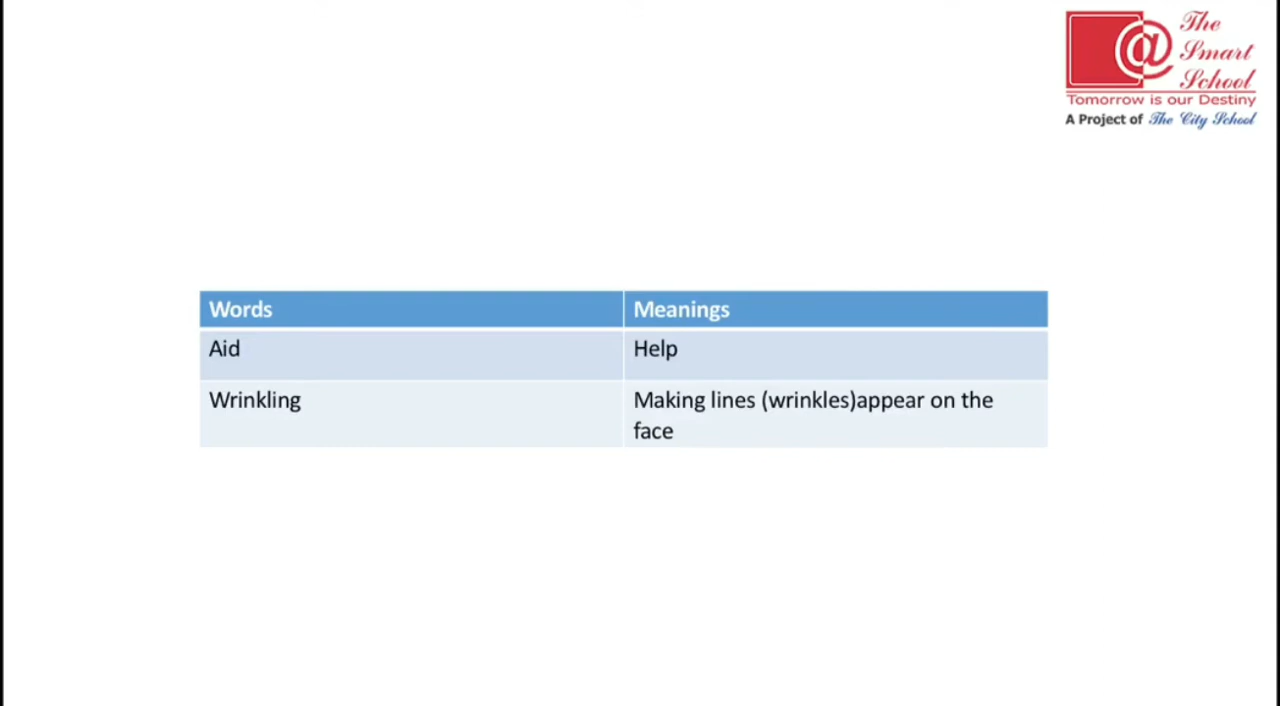 The
Smart
School
Tomorrow is our Destiny
A Project of The City School
Words Meanings
Aid Help
Wrinkling Making lines (wrinkles)appear on the
face